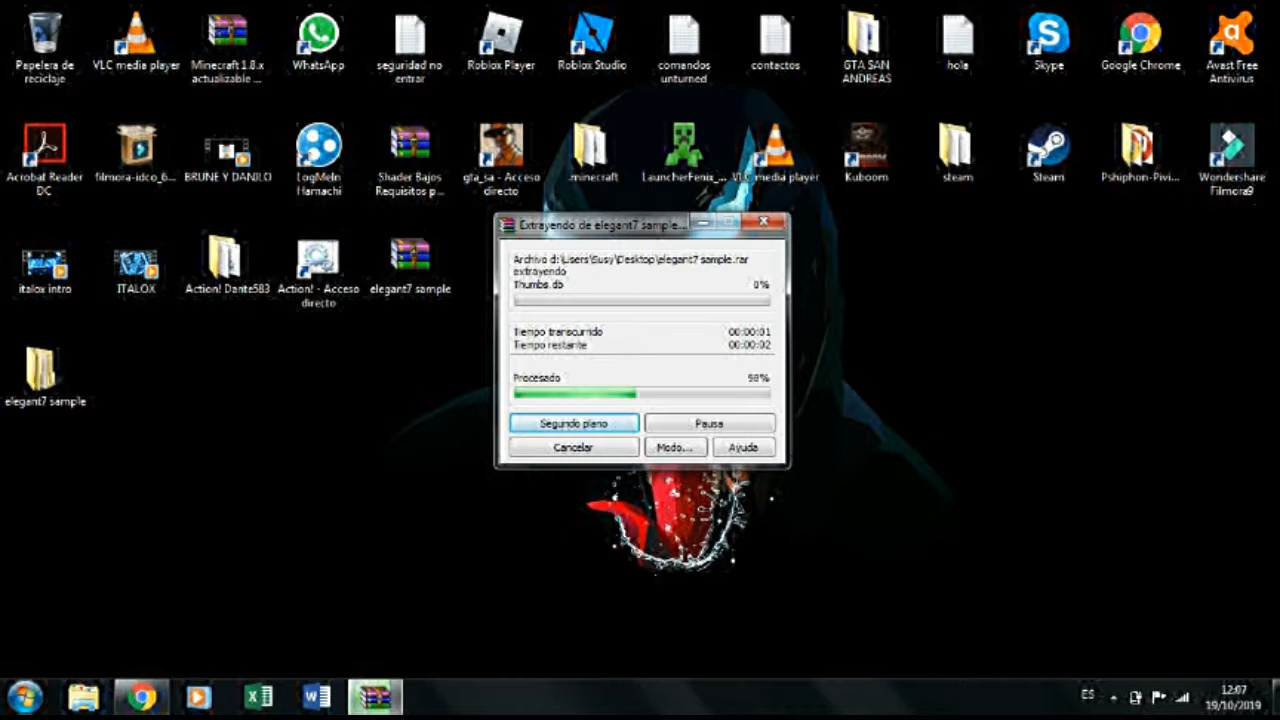 Papelera de
reciclaje
VLC media player
Minecraft 1.8.x
actualizable ...
WhatsApp
seguridad no
entrar
Roblox Player
Roblox Studio
comandos
unturned
contactos
GTA SAN
ANDREAS
hola
Skype
Google Chrome
Avast Free
Antivirus
Acrobat Reader
DC
filmora-idco_6...
BRUNE Y DANILO
LogMeIn
Hamachi
Shader Bajos
Requisitos p...
gta_sa - Acceso
directo
.minecraft
LauncherFenix_...
VLC media player
Kuboom
steam
Steam
Pshiphon-Pivi...
Wondershare
Filmora9
italox intro
ITALOX
Action! Dante583
Action! - Acceso
directo
elegant7 sample
elegant7 sample
Extrayendo de elegant7 sample...
Archivo d:\Users\Susy\Desktop\elegant7 sample.rar
extrayendo
Thumbs.db 0%
Tiempo transcurrido 00:00:01
Tiempo restante 00:00:02
Procesado 98%
Segundo plano
Pausa
Cancelar
Modo...
Ayuda
ES
12:07
19/10/2019